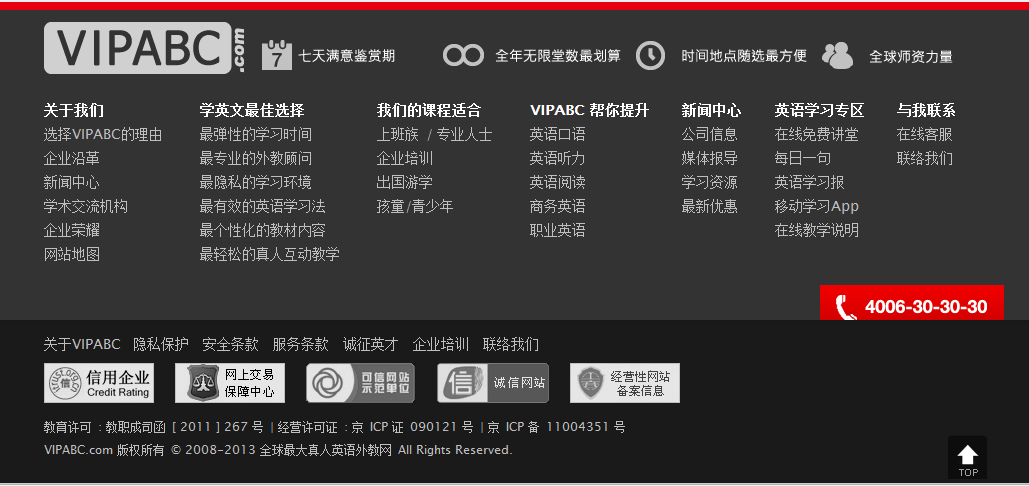 VIPABC.com 7 七天满意鉴赏期 全年无限堂数最划算 时间地点随选最方便 全球师资力量
关于我们 学英文最佳选择 我们的课程适合 VIPABC 帮你提升 新闻中心 英语学习专区 与我联系
选择VIPABC的理由 最弹性的学习时间 上班族 / 专业人士 英语口语 公司信息 在线免费讲堂 在线客服
企业沿革 最专业的外教顾问 企业培训 英语听力 媒体报导 每日一句 联络我们
新闻中心 最隐私的学习环境 出国游学 英语阅读 学习资源 英语学习报
学术交流机构 最有效的英语学习法 孩童/青少年 商务英语 最新优惠 移动学习App
企业荣耀 最个性化的教材内容 职业英语 在线教学说明
网站地图 最轻松的真人互动教学
4006-30-30-30
关于VIPABC 隐私保护 安全条款 服务条款 诚征英才 企业培训 联络我们
信用企业 网上交易 可信网站 诚信网站 经营性网站
Credit Rating 保障中心 示范单位 备案信息
教育许可 : 教职成司函 [ 2011 ] 267 号 | 经营许可证 : 京 ICP 证 090121 号 | 京 ICP 备 11004351 号
VIPABC.com 版权所有 © 2008-2013 全球最大真人英语外教网 All Rights Reserved.
TOP